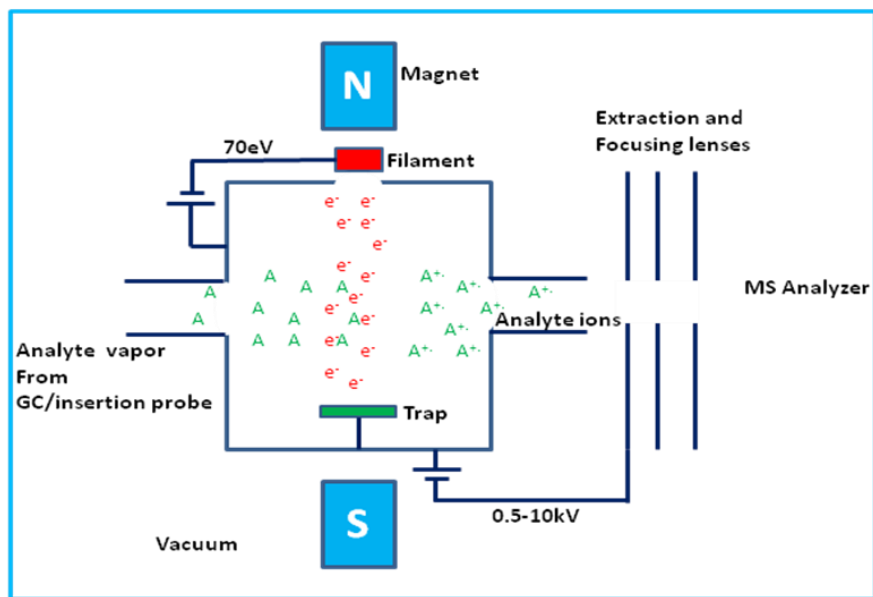 N
Magnet
70eV
Filament
Extraction and
Focusing lenses
e⁻ e⁻
e⁻ e⁻
e⁻
e⁻
A A A A e⁻ A⁺· A⁺· A⁺·
A
A A e⁻ e⁻ A⁺· A⁺·
A A A e⁻ A⁺·
A A e⁻ A e⁻ A⁺· A⁺·
e⁻
MS Analyzer
Analyte ions
Analyte vapor
From
GC/insertion probe
Trap
S
0.5-10kV
Vacuum